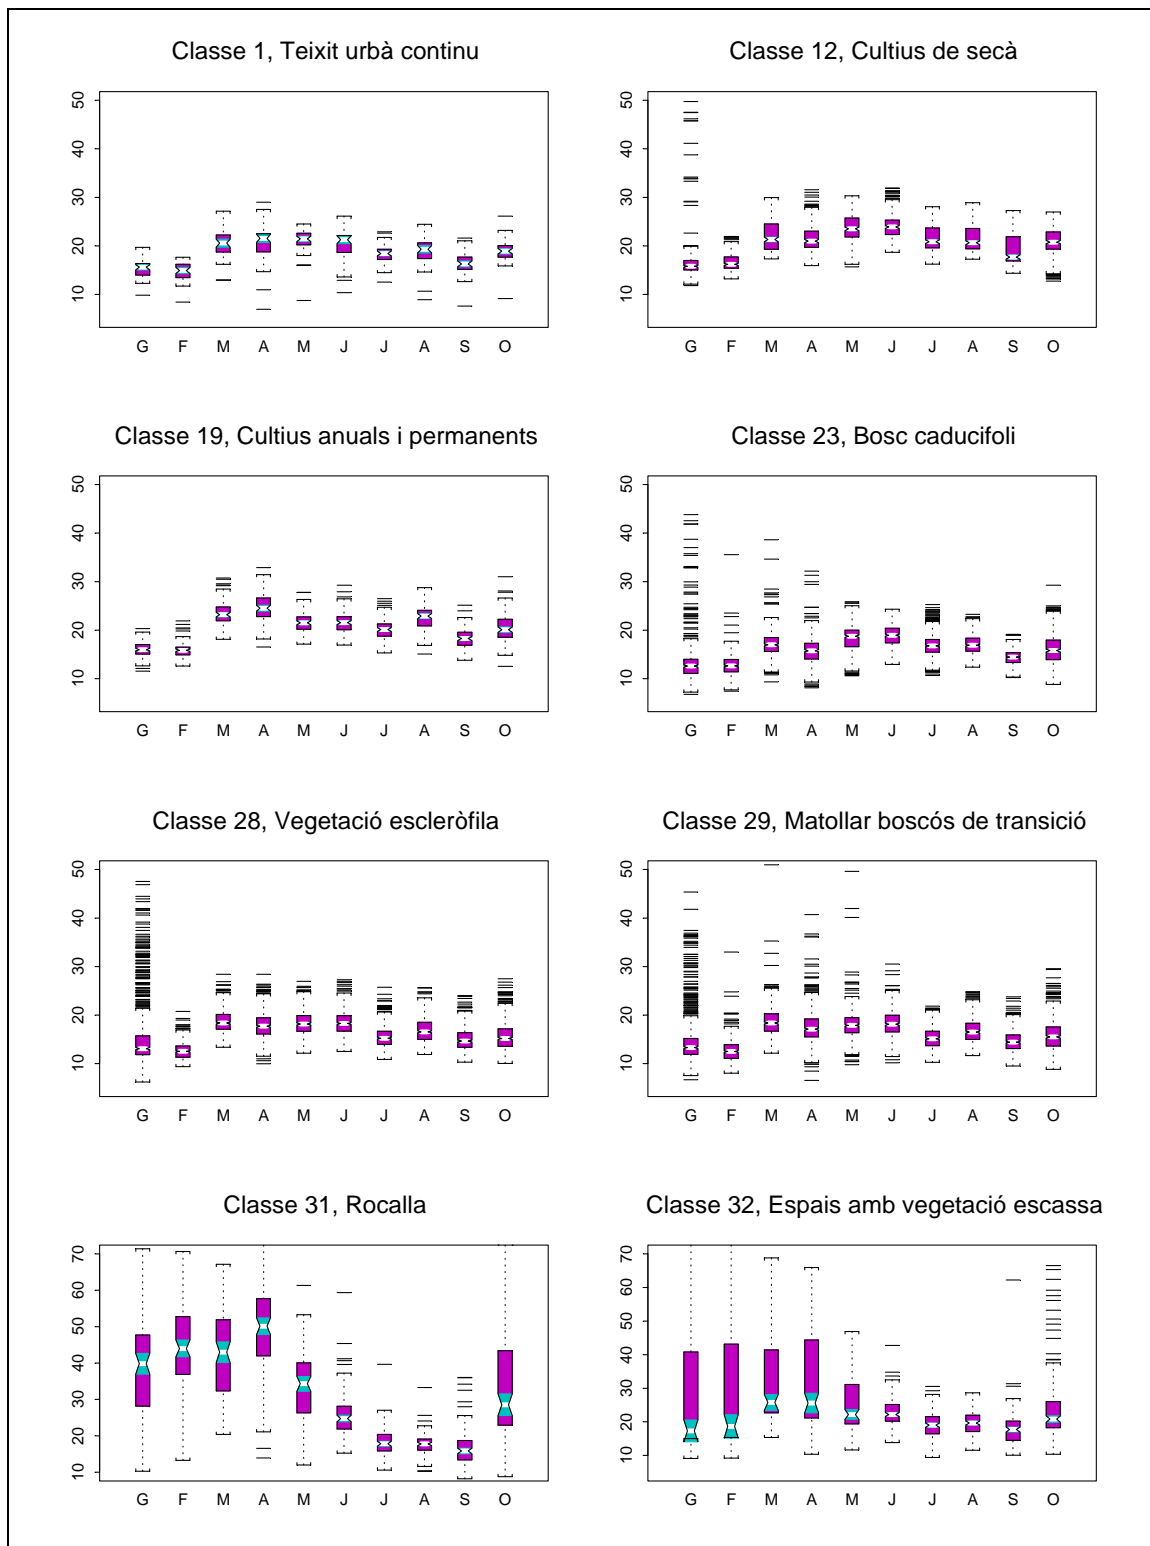 Classe 1, Teixit urbà continu
50
40
30
20
10
G F M A M J J A S O
Classe 12, Cultius de secà
50
40
30
20
10
G F M A M J J A S O
Classe 19, Cultius anuals i permanents
50
40
30
20
10
G F M A M J J A S O
Classe 23, Bosc caducifoli
50
40
30
20
10
G F M A M J J A S O
Classe 28, Vegetació escleròfila
50
40
30
20
10
G F M A M J J A S O
Classe 29, Matollar boscós de transició
50
40
30
20
10
G F M A M J J A S O
Classe 31, Rocalla
70
60
50
40
30
20
10
G F M A M J J A S O
Classe 32, Espais amb vegetació escassa
70
60
50
40
30
20
10
G F M A M J J A S O